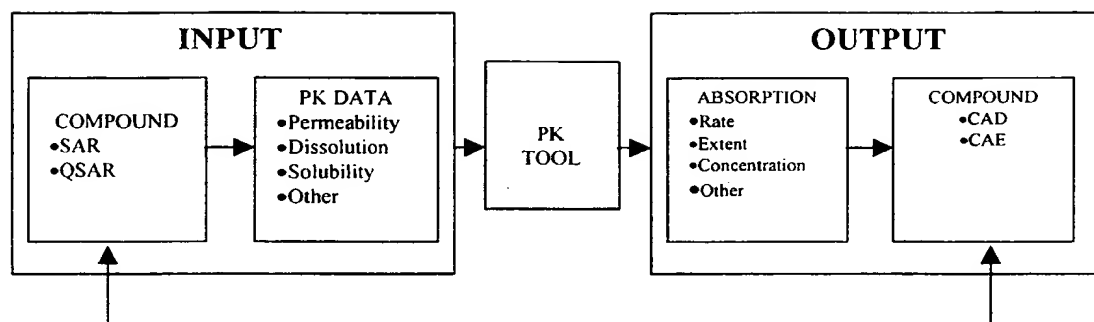 INPUT
COMPOUND
•SAR
•QSAR
PK DATA
•Permeability
•Dissolution
•Solubility
•Other
PK
TOOL
OUTPUT
ABSORPTION
•Rate
•Extent
•Concentration
•Other
COMPOUND
•CAD
•CAE